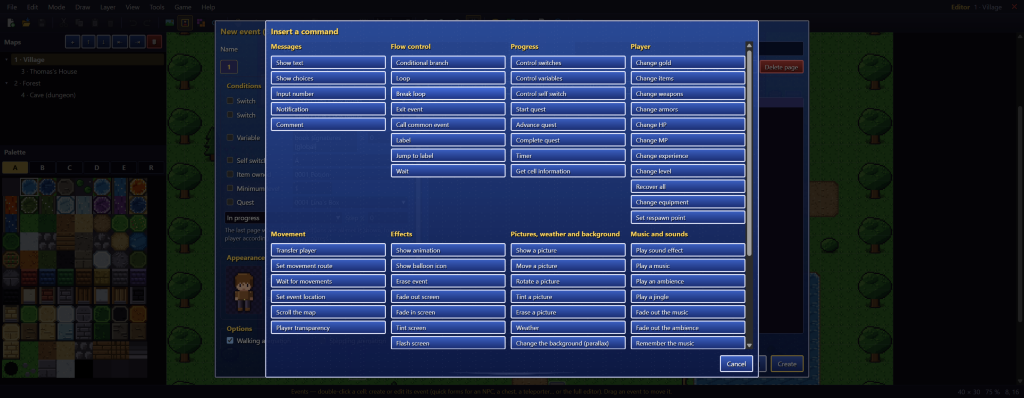 File Edit Mode Draw Layer View Tools Game Help
Editor 1 · Village
Maps
1 · Village
3 · Thomas's House
2 · Forest
4 · Cave (dungeon)
Palette
A B C D E R
New event (
Name
1
Delete page
Conditions
Switch
Switch
Variable
Self switch
Item owne
Minimum
Quest
In progress
The last page w
player accordin
Appearance
Options
Walking a
Create
Insert a command
Messages
Show text
Show choices
Input number
Notification
Comment
Flow control
Conditional branch
Loop
Break loop
Exit event
Call common event
Label
Jump to label
Wait
Progress
Control switches
Control variables
Control self switch
Start quest
Advance quest
Complete quest
Timer
Get cell information
Player
Change gold
Change items
Change weapons
Change armors
Change HP
Change MP
Change experience
Change level
Recover all
Change equipment
Set respawn point
Movement
Transfer player
Set movement route
Wait for movements
Set event location
Scroll the map
Player transparency
Effects
Show animation
Show balloon icon
Erase event
Fade out screen
Fade in screen
Tint screen
Flash screen
Pictures, weather and background
Show a picture
Move a picture
Rotate a picture
Tint a picture
Erase a picture
Weather
Change the background (parallax)
Music and sounds
Play sound effect
Play a music
Play an ambience
Play a jingle
Fade out the music
Fade out the ambience
Remember the music
Cancel